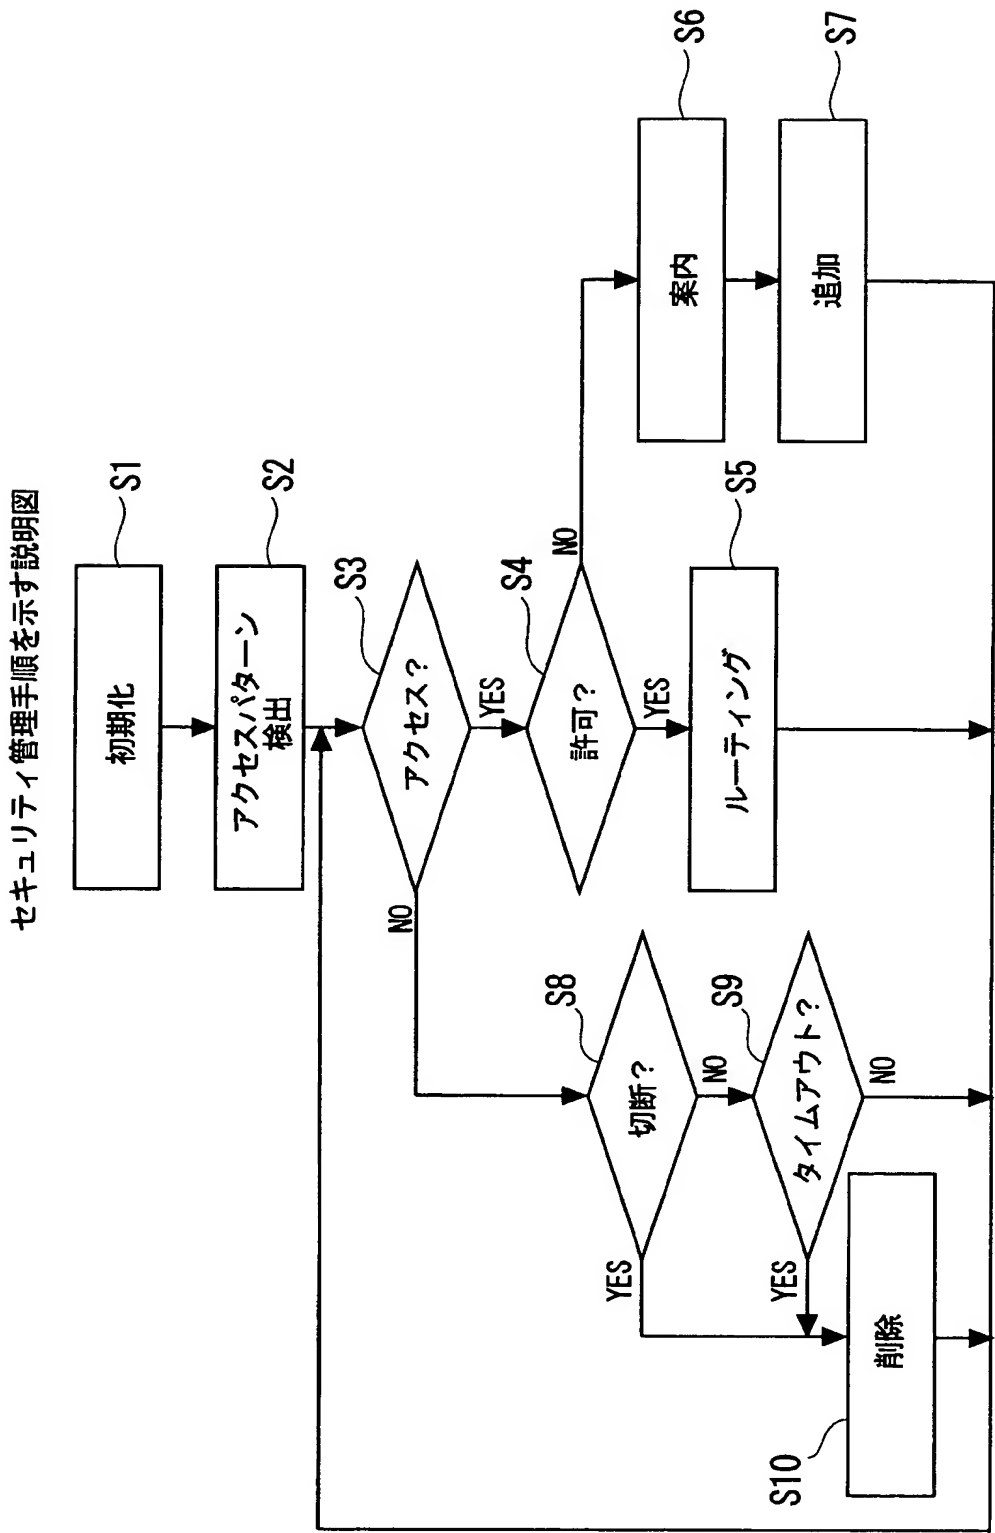 セキュリティ管理手順を示す説明図
初期化
S1
アクセスパターン
検出
S2
アクセス?
S3
YES
NO
許可?
S4
YES
NO
ルーティング
S5
案内
S6
追加
S7
切断?
S8
YES
NO
タイムアウト?
S9
YES
NO
削除
S10